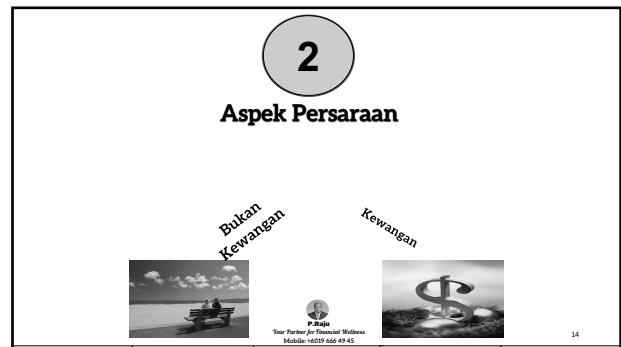 2
Aspek Persaraan
Bukan
Kewangan
Kewangan
P.Raju
Your Partner for Financial Wellness
Mobile: +6019 666 49 45
14